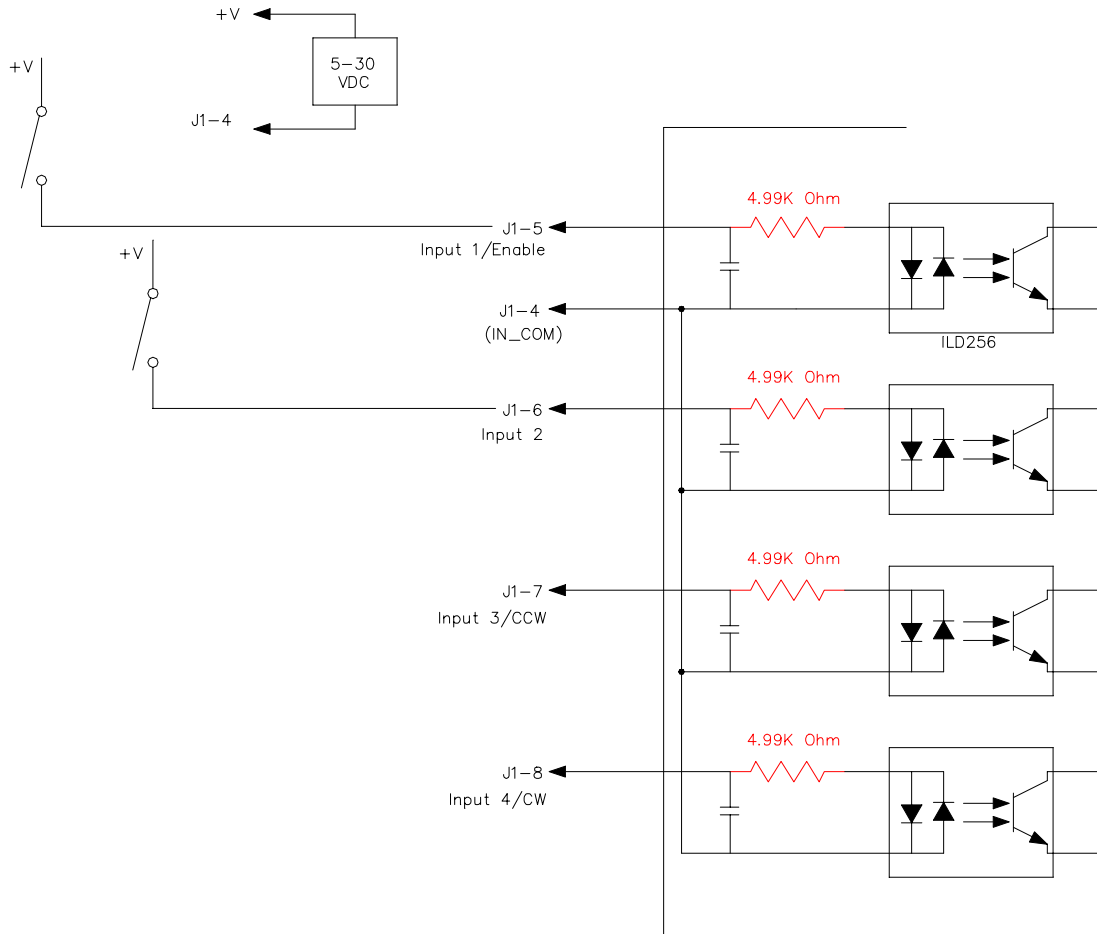 +V
5-30
VDC
+V
J1-4
4.99K Ohm
J1-5
Input 1/Enable
+V
J1-4
(IN_COM)
ILD256
4.99K Ohm
J1-6
Input 2
4.99K Ohm
J1-7
Input 3/CCW
4.99K Ohm
J1-8
Input 4/CW